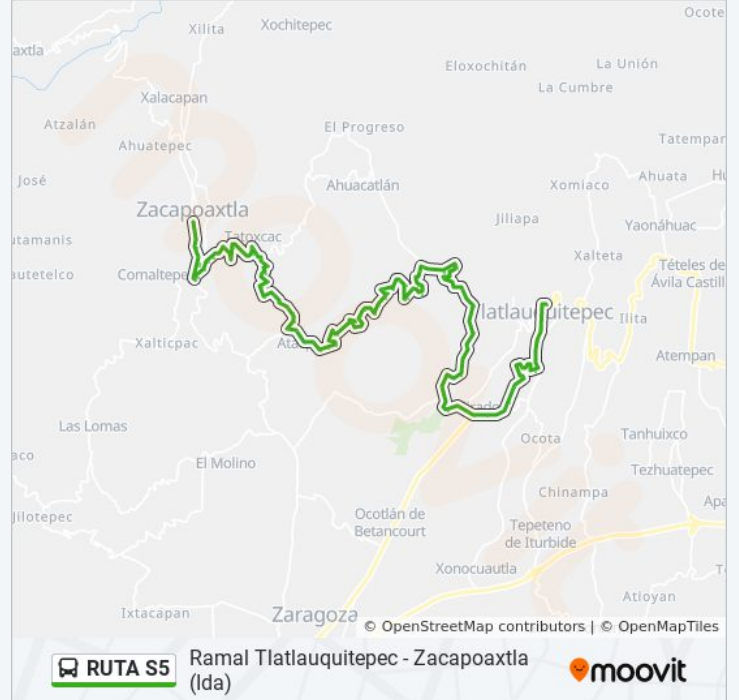 Ocote
Xilita
Xochitepec
axtla
Eloxochitán
La Unión
La Cumbre
Xalacapan
Atzalán
El Progreso
Tatempar
Ahuatepec
José
Ahuacatlán
Xomiaco
Ahuata
Hu
Zacapoaxtla
Jiliapa
Yaonáhuac
utamanis
Tatoxcac
Xalteta
autetelco
Comaltepe
Tételes de
Ávila Castill
Tlatlauquitepec
Ilita
Xalticpac
Ata
Atempan
Las Lomas
Ocota
Tanhuixco
aco
El Molino
Tezhuatepec
Chinampa
Apa
Jilotepec
Ocotlán de
Betancourt
Tepeteno
de Iturbide
Xonocuautla
Atioyan
Ixtacapan
Zaragoza
© OpenStreetMap contributors | © OpenMapTiles
RUTA S5
Ramal Tlatlauquitepec - Zacapoaxtla
(Ida)
moovit